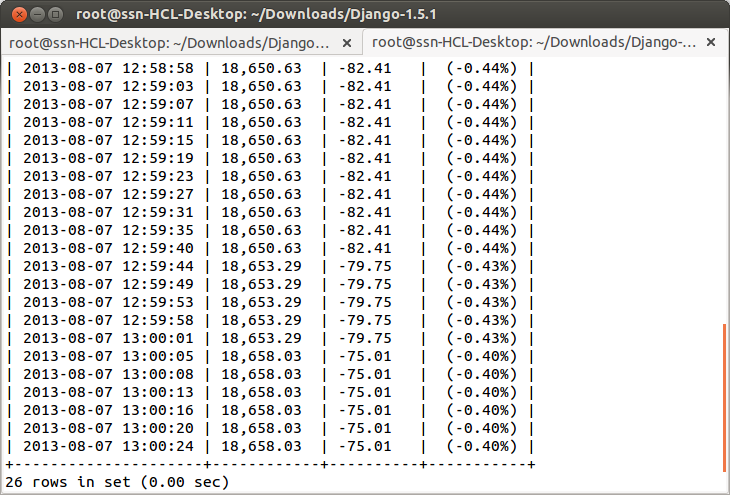 root@ssn-HCL-Desktop: ~/Downloads/Django-1.5.1
root@ssn-HCL-Desktop: ~/Downloads/Django... × root@ssn-HCL-Desktop: ~/Downloads/Django-... ×
| 2013-08-07 12:58:58 | 18,650.63  | -82.41   |  (-0.44%) |
| 2013-08-07 12:59:03 | 18,650.63  | -82.41   |  (-0.44%) |
| 2013-08-07 12:59:07 | 18,650.63  | -82.41   |  (-0.44%) |
| 2013-08-07 12:59:11 | 18,650.63  | -82.41   |  (-0.44%) |
| 2013-08-07 12:59:15 | 18,650.63  | -82.41   |  (-0.44%) |
| 2013-08-07 12:59:19 | 18,650.63  | -82.41   |  (-0.44%) |
| 2013-08-07 12:59:23 | 18,650.63  | -82.41   |  (-0.44%) |
| 2013-08-07 12:59:27 | 18,650.63  | -82.41   |  (-0.44%) |
| 2013-08-07 12:59:31 | 18,650.63  | -82.41   |  (-0.44%) |
| 2013-08-07 12:59:35 | 18,650.63  | -82.41   |  (-0.44%) |
| 2013-08-07 12:59:40 | 18,650.63  | -82.41   |  (-0.44%) |
| 2013-08-07 12:59:44 | 18,653.29  | -79.75   |  (-0.43%) |
| 2013-08-07 12:59:49 | 18,653.29  | -79.75   |  (-0.43%) |
| 2013-08-07 12:59:53 | 18,653.29  | -79.75   |  (-0.43%) |
| 2013-08-07 12:59:58 | 18,653.29  | -79.75   |  (-0.43%) |
| 2013-08-07 13:00:01 | 18,653.29  | -79.75   |  (-0.43%) |
| 2013-08-07 13:00:05 | 18,658.03  | -75.01   |  (-0.40%) |
| 2013-08-07 13:00:08 | 18,658.03  | -75.01   |  (-0.40%) |
| 2013-08-07 13:00:13 | 18,658.03  | -75.01   |  (-0.40%) |
| 2013-08-07 13:00:16 | 18,658.03  | -75.01   |  (-0.40%) |
| 2013-08-07 13:00:20 | 18,658.03  | -75.01   |  (-0.40%) |
| 2013-08-07 13:00:24 | 18,658.03  | -75.01   |  (-0.40%) |
+---------------------+------------+----------+-----------+
26 rows in set (0.00 sec)